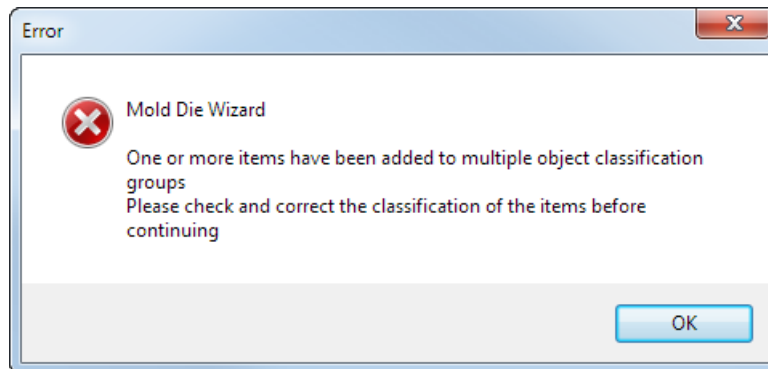 Error
Mold Die Wizard
One or more items have been added to multiple object classification
groups
Please check and correct the classification of the items before
continuing
OK